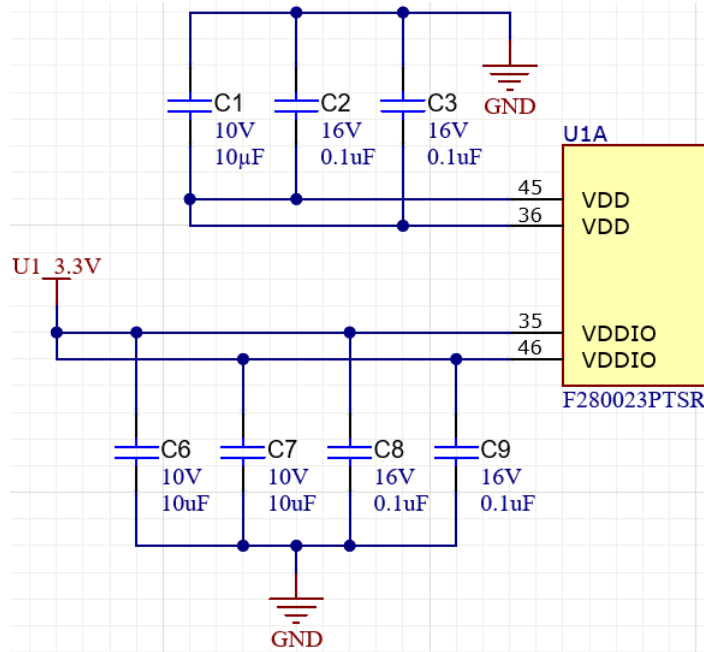 C1
10V
10µF
C2
16V
0.1uF
C3
16V
0.1uF
GND
U1A
45
VDD
36
VDD
U1_3.3V
35
VDDIO
46
VDDIO
F280023PTSR
C6
10V
10uF
C7
10V
10uF
C8
16V
0.1uF
C9
16V
0.1uF
GND